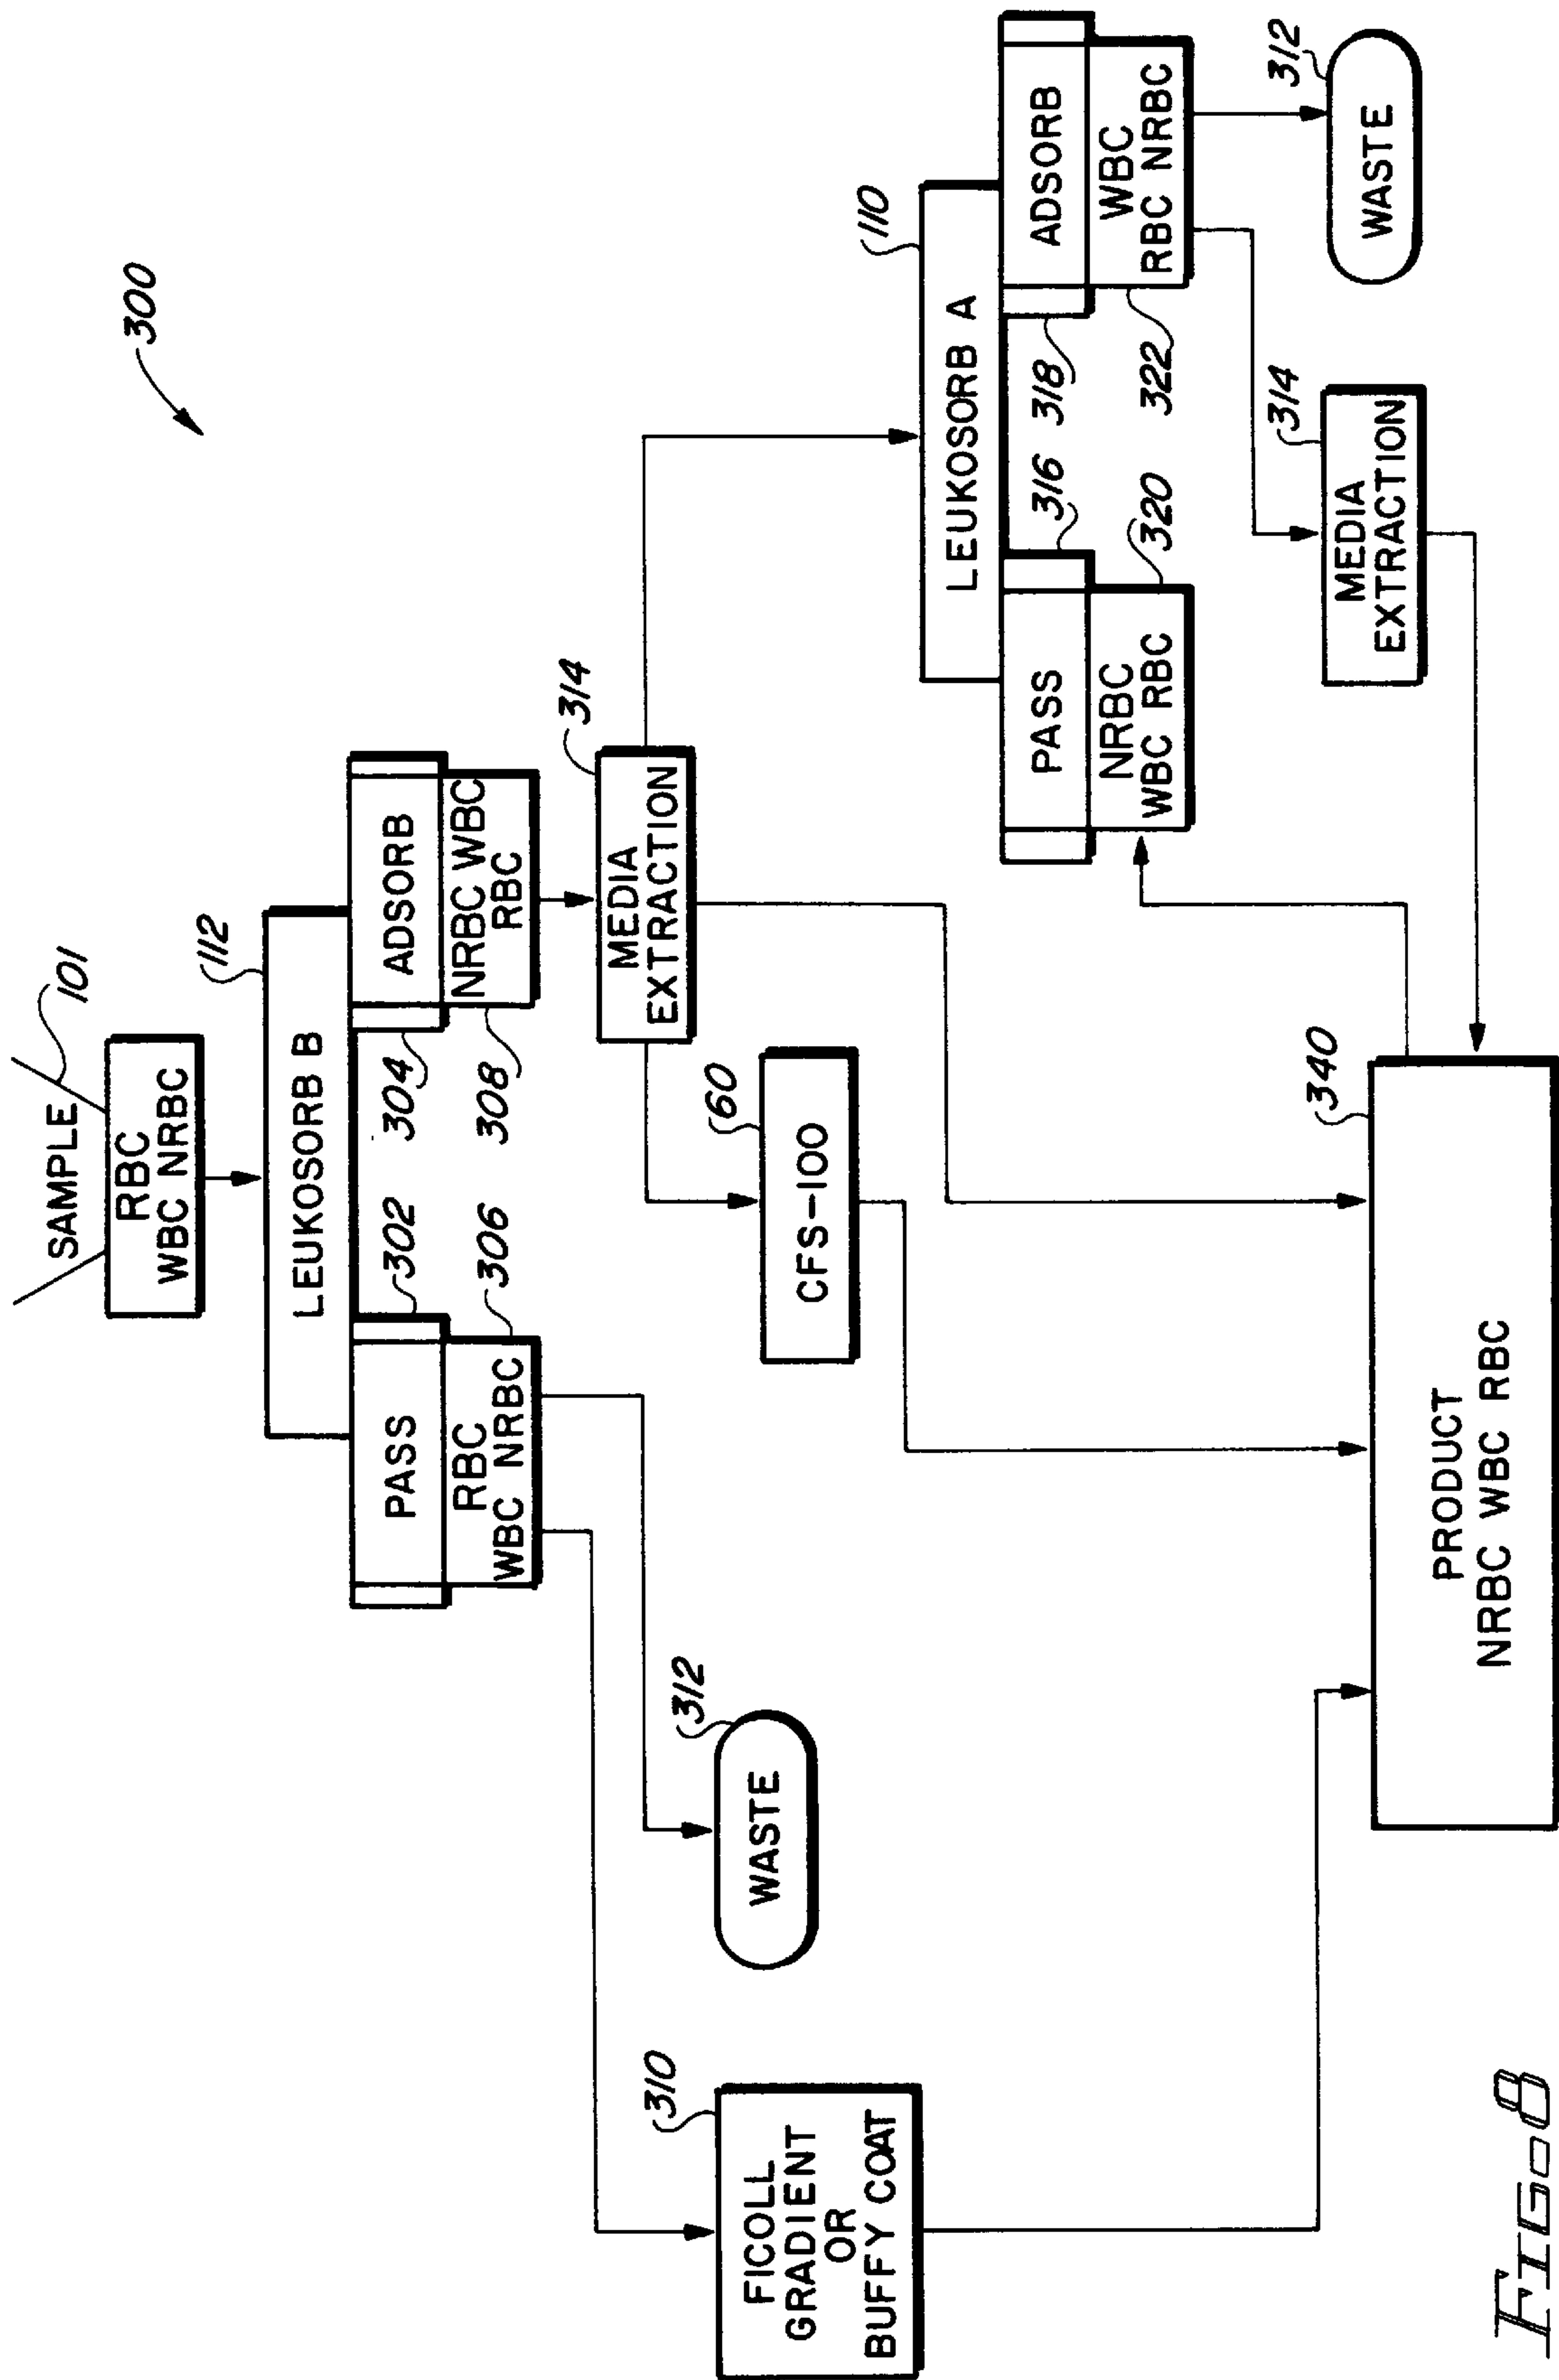 300
SAMPLE
101
RBC
WBC NRBC
112
LEUKOSORB B
302
304
PASS
ADSORB
306
308
RBC
WBC NRBC
NRBC WBC
RBC
310
312
314
FICOLL
GRADIENT
OR
BUFFY COAT
WASTE
MEDIA
EXTRACTION
60
CFS-100
110
LEUKOSORB A
316
318
PASS
ADSORB
320
322
NRBC
WBC RBC
WBC
RBC NRBC
314
312
MEDIA
EXTRACTION
WASTE
340
PRODUCT
NRBC WBC RBC
FIG. 8